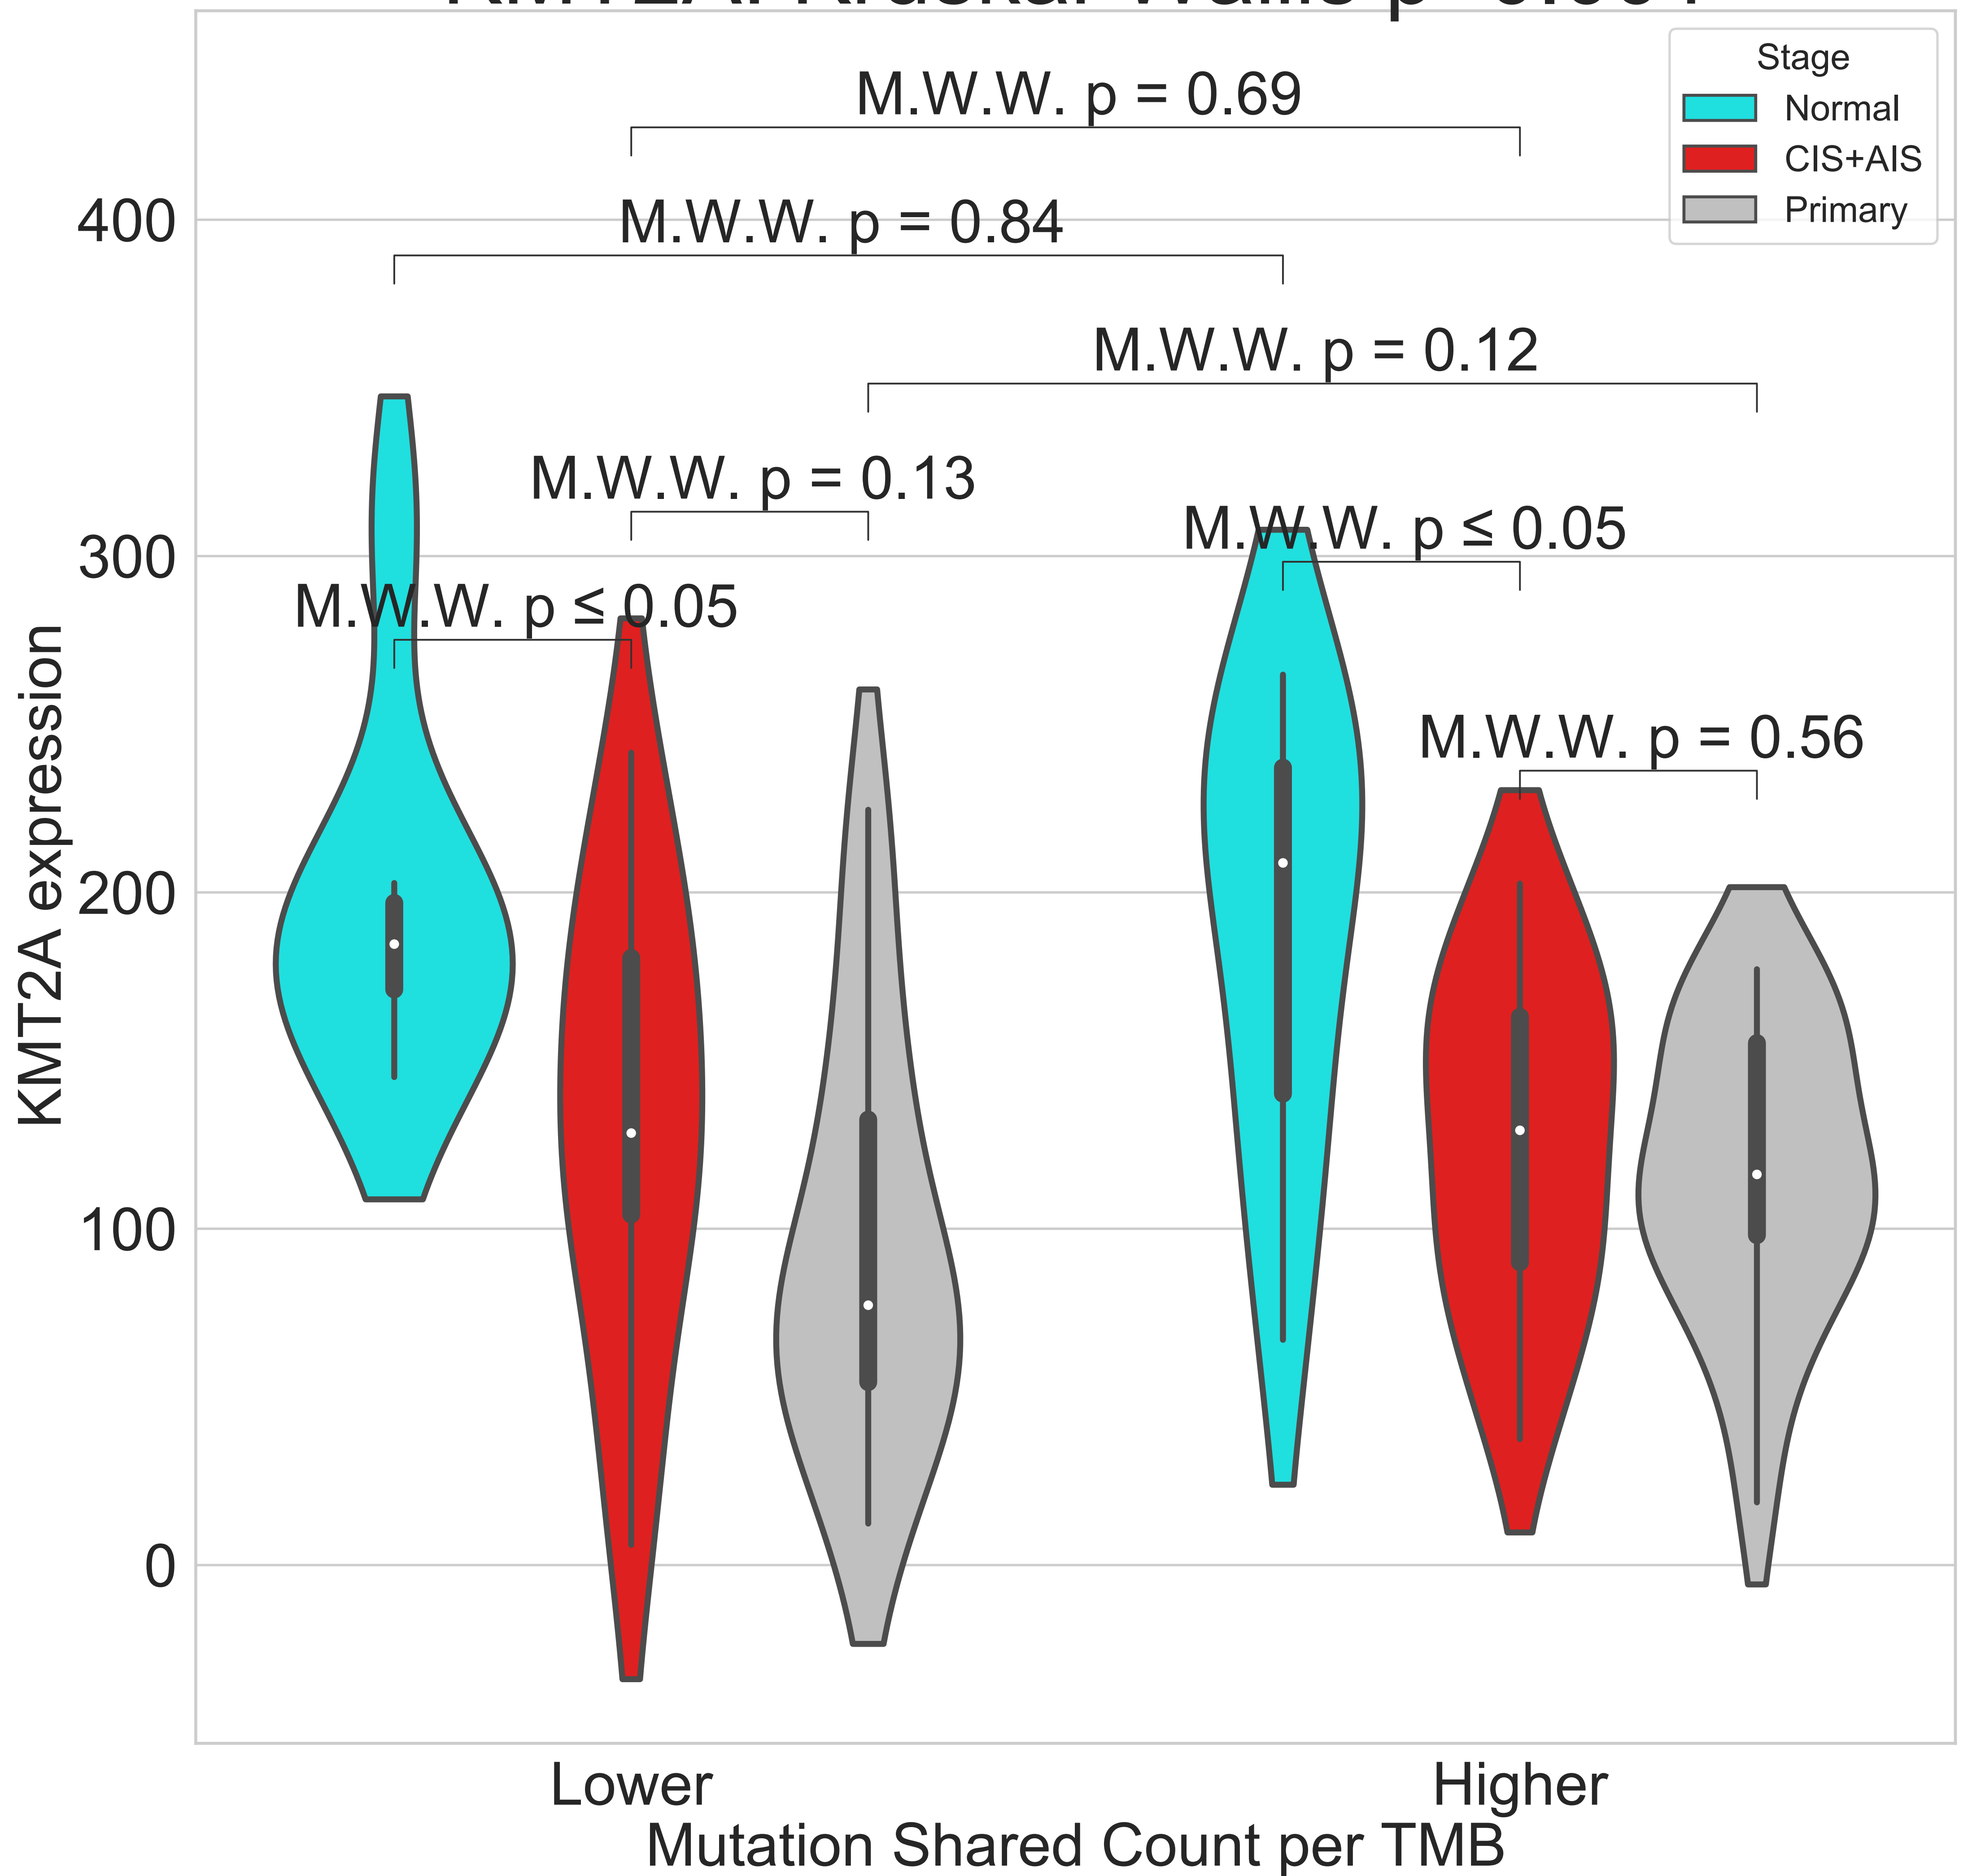 Stage
Normal
CIS+AIS
Primary
M.W.W. p = 0.69
M.W.W. p = 0.84
M.W.W. p = 0.12
M.W.W. p = 0.13
M.W.W. p ≤ 0.05
M.W.W. p ≤ 0.05
M.W.W. p = 0.56
KMT2A expression
400
300
200
100
0
Lower
Higher
Mutation Shared Count per TMB